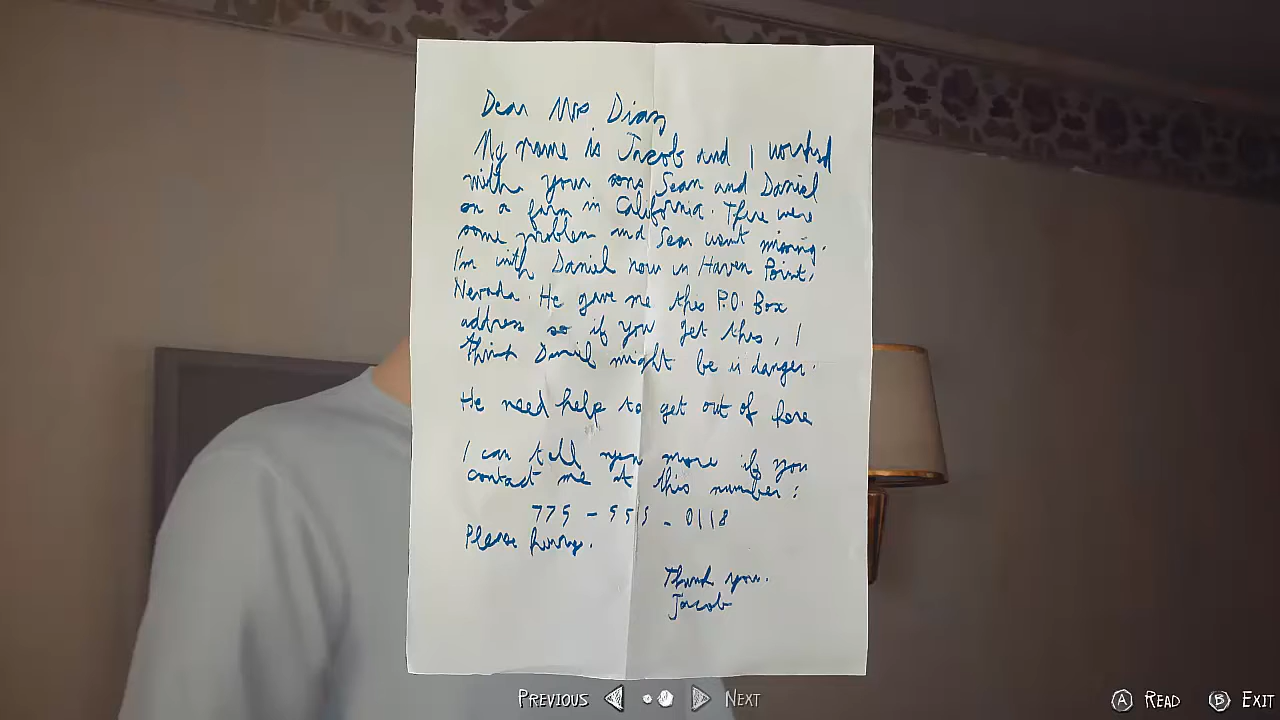 Dear Mrs Diaz
My name is Jacob and I worked
with your sons Sean and Daniel
on a farm in California. There were
some problem and Sean went missing.
I'm with Daniel now in Haven Point,
Nevada. He gave me this P.O. Box
address so if you get this, I
think Daniel might be in danger.
He need help to get out of here
I can tell you more if you
contact me at this number:
775 - 555 - 0118
Please hurry.
Thank you.
Jacob
PREVIOUS NEXT
A READ B EXIT